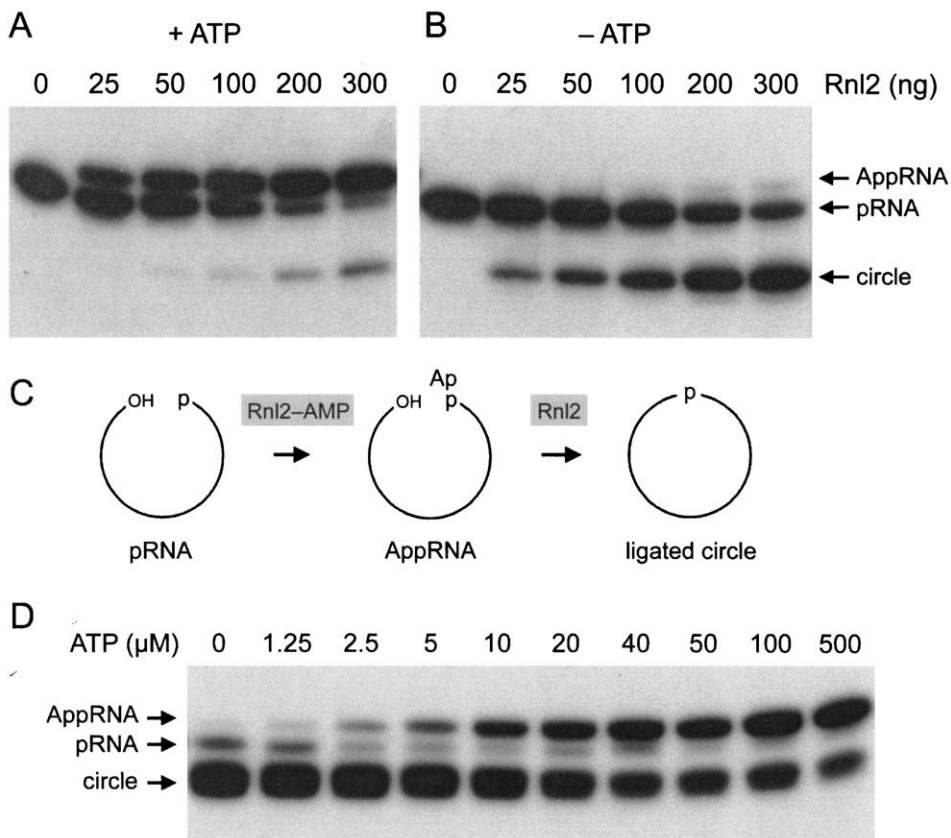 A B
+ ATP – ATP
0 25 50 100 200 300 0 25 50 100 200 300 Rnl2 (ng)
AppRNA
pRNA
circle
C
OH p Rnl2–AMP OH Ap p Rnl2 p
pRNA AppRNA ligated circle
D
ATP (µM) 0 1.25 2.5 5 10 20 40 50 100 500
AppRNA
pRNA
circle